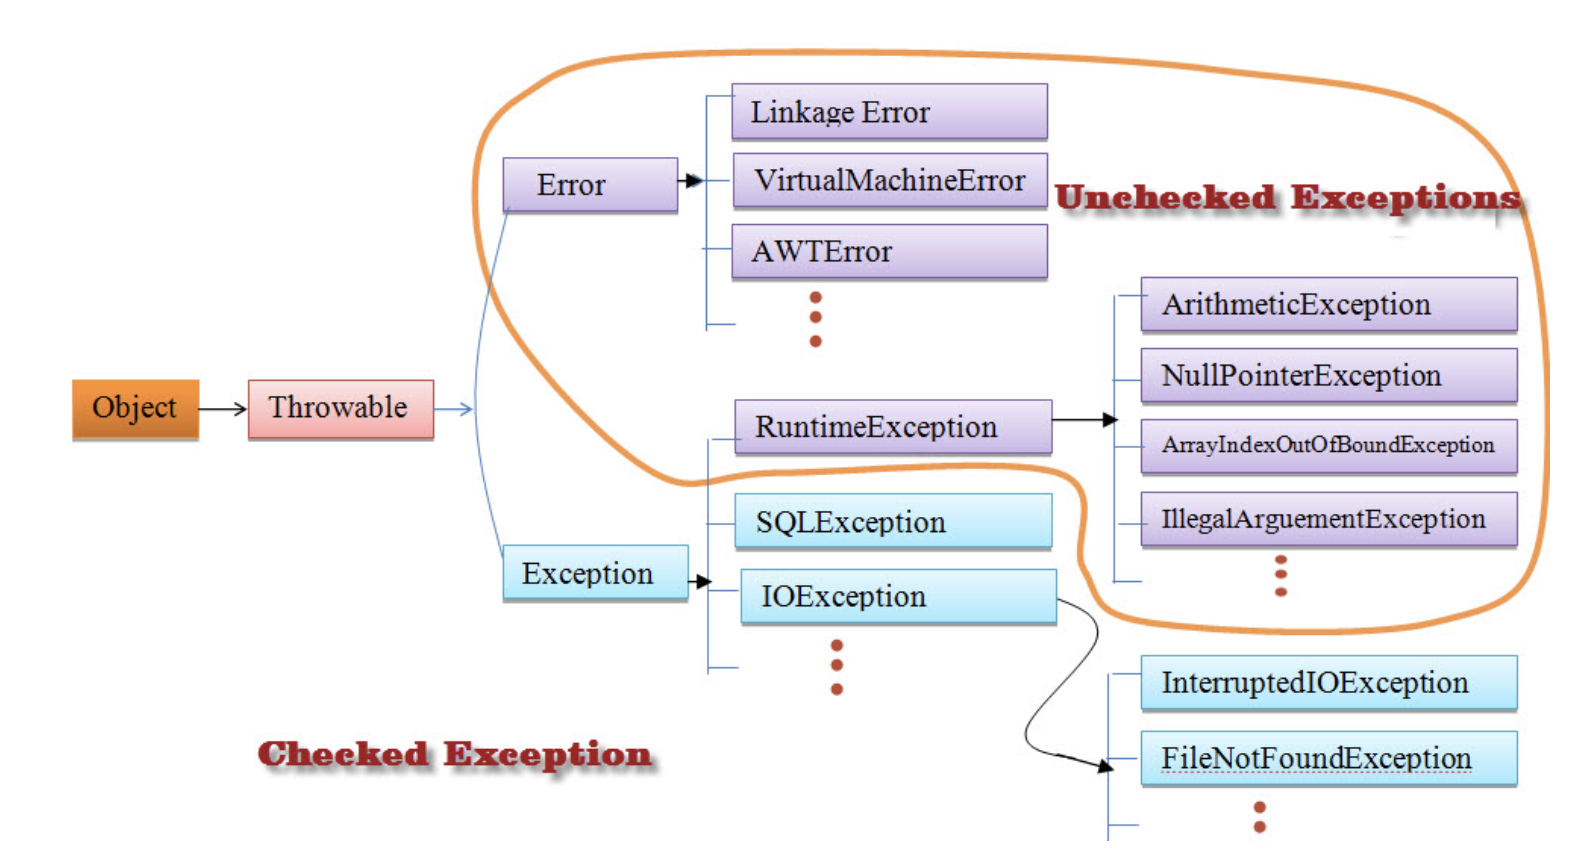 Linkage Error
Error
VirtualMachineError
Unchecked Exceptions
AWTError
ArithmeticException
NullPointerException
Object
Throwable
RuntimeException
ArrayIndexOutOfBoundException
SQLException
IllegalArguementException
Exception
IOException
InterruptedIOException
Checked Exception
FileNotFoundException